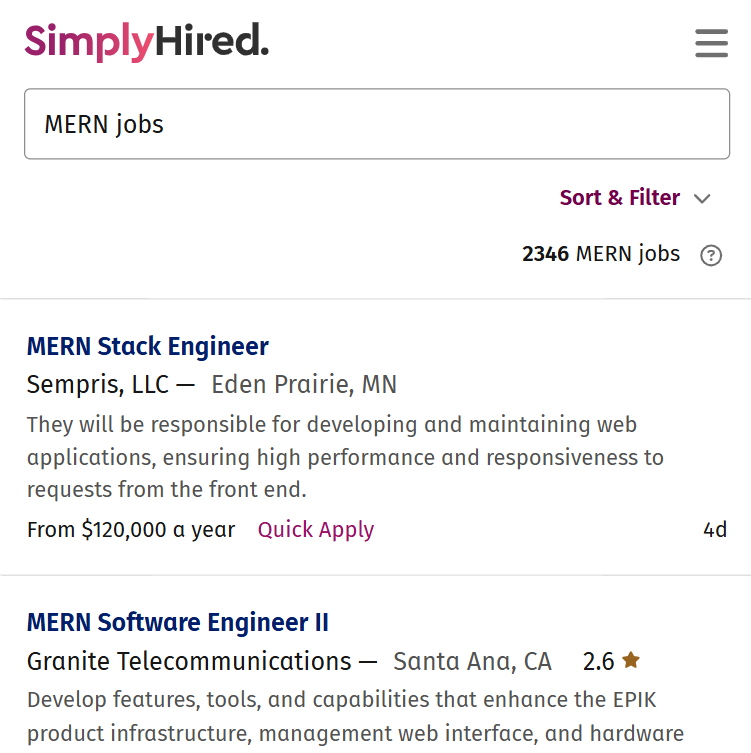 SimplyHired.
MERN jobs
Sort & Filter
2346 MERN jobs ?
MERN Stack Engineer
Sempris, LLC — Eden Prairie, MN
They will be responsible for developing and maintaining web
applications, ensuring high performance and responsiveness to
requests from the front end.
From $120,000 a year Quick Apply 4d
MERN Software Engineer II
Granite Telecommunications — Santa Ana, CA 2.6 ★
Develop features, tools, and capabilities that enhance the EPIK
product infrastructure, management web interface, and hardware